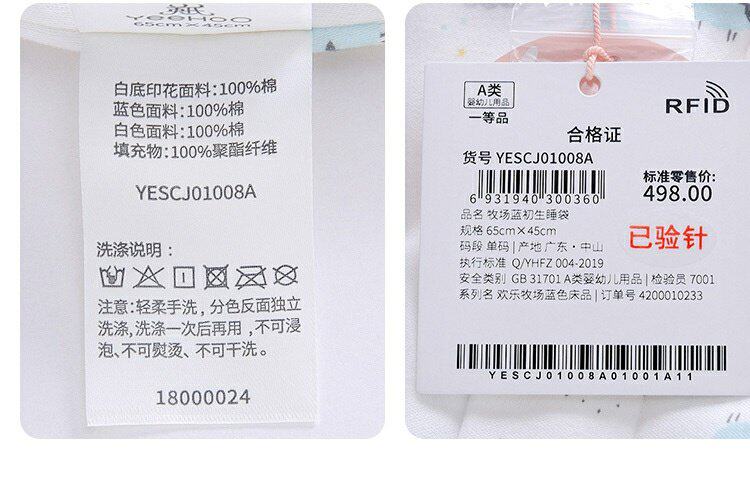 YeeHoo
65cm×45cm
白底印花面料：100%棉
蓝色面料：100%棉
白色面料：100%棉
填充物：100%聚酯纤维
YESCJ01008A
洗涤说明：
注意：轻柔手洗，分色反面独立
洗涤，洗涤一次后再用，不可浸
泡、不可熨烫、不可干洗。
18000024
A类
婴幼儿用品
一等品
RFID
合格证
货号 YESCJ01008A
6 931940 300360
标准零售价：
498.00
品名 牧场蓝初生睡袋
规格 65cm×45cm
码段 单码 | 产地 广东·中山
执行标准 Q/YHFZ 004-2019
安全类别 GB 31701 A类婴幼儿用品 | 检验员 7001
系列名 欢乐牧场蓝色床品 | 订单号 4200010233
已验针
YESCJ01008A01001A11